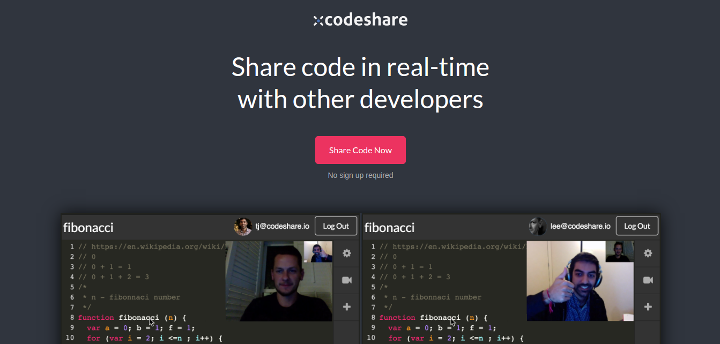 codeshare
Share code in real-time
with other developers
Share Code Now
No sign up required
fibonacci
tj@codeshare.io
Log Out
1 // https://en.wikipedia.org/wiki/
2 // 0
3 // 0 + 1 = 1
4 // 0 + 1 + 2 = 3
5 /*
6 * n - fibonnaci number
7 */
8 function fibonacci (n) {
9 var a = 0; b = 1; f = 1;
10 for (var i = 2; i <=n ; i++) {
fibonacci
lee@codeshare.io
Log Out
1 // https://en.wikipedia.org/wiki/
2 // 0
3 // 0 + 1 = 1
4 // 0 + 1 + 2 = 3
5 /*
6 * n - fibonnaci number
7 */
8 function fibonacci (n) {
9 var a = 0; b = 1; f = 1;
10 for (var i = 2; i <=n ; i++) {